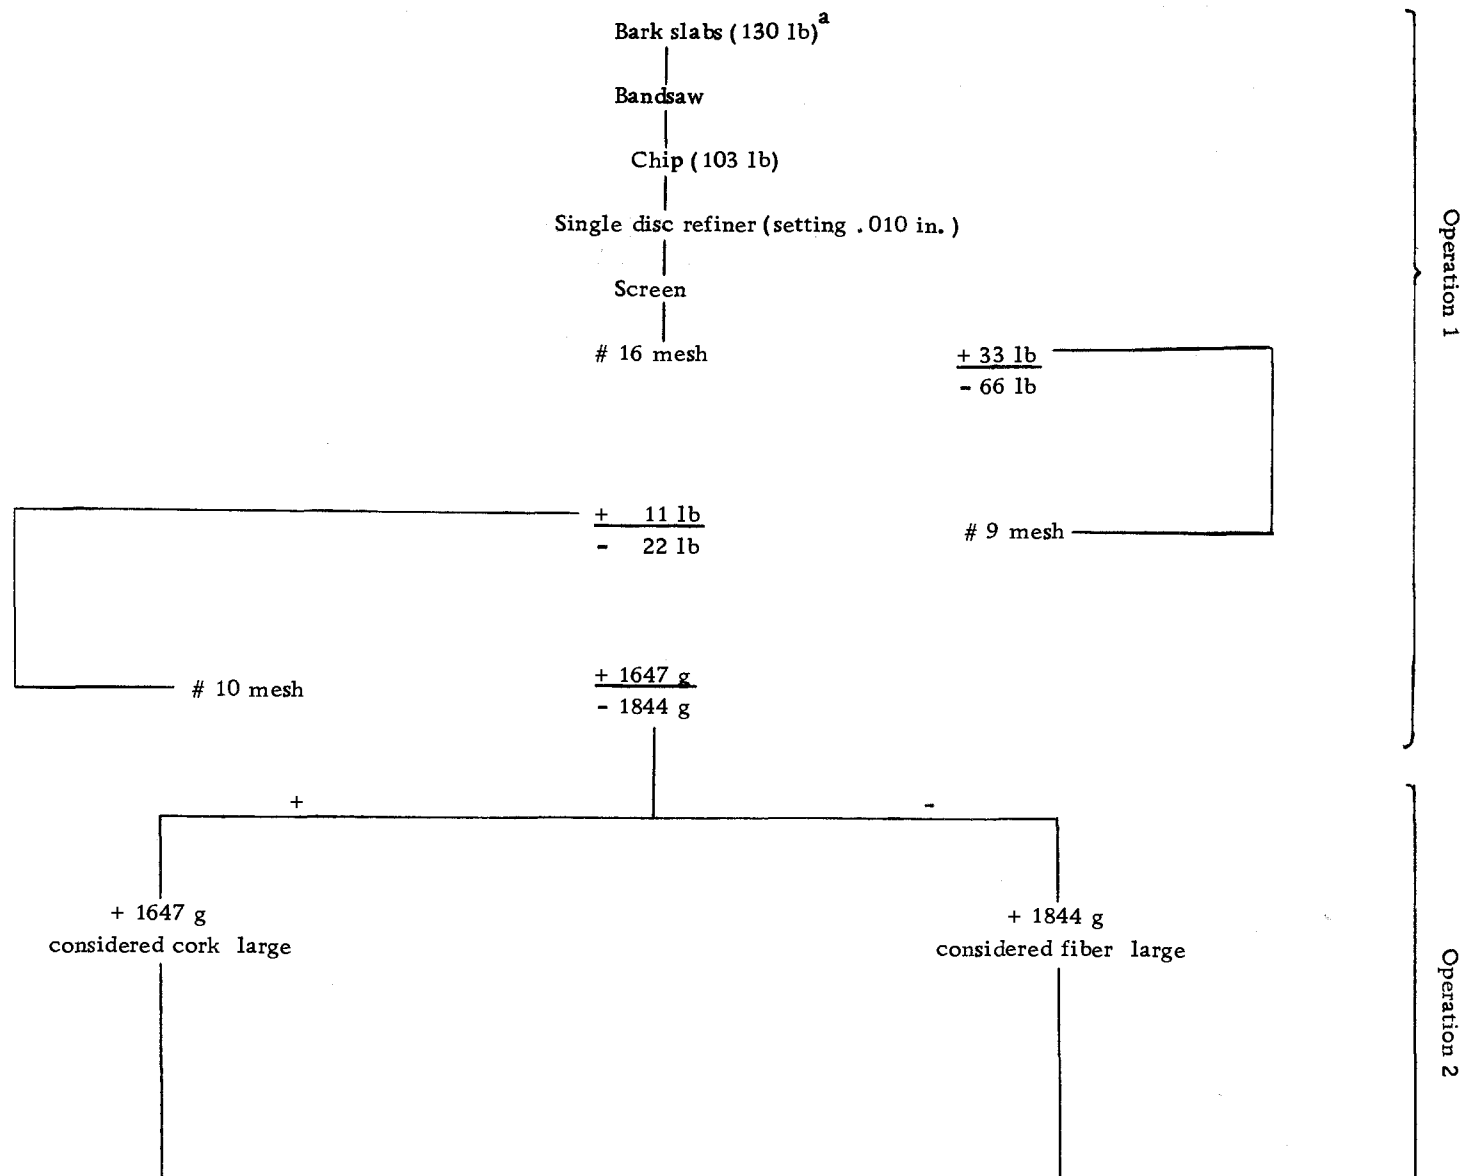 Bark slabs (130 lb)a
Bandsaw
Chip (103 lb)
Single disc refiner (setting .010 in.)
Screen
# 16 mesh
+ 33 lb
- 66 lb
+ 11 lb
- 22 lb
# 9 mesh
# 10 mesh
+ 1647 g
- 1844 g
Operation 1
+
-
+ 1647 g
considered cork large
+ 1844 g
considered fiber large
Operation 2